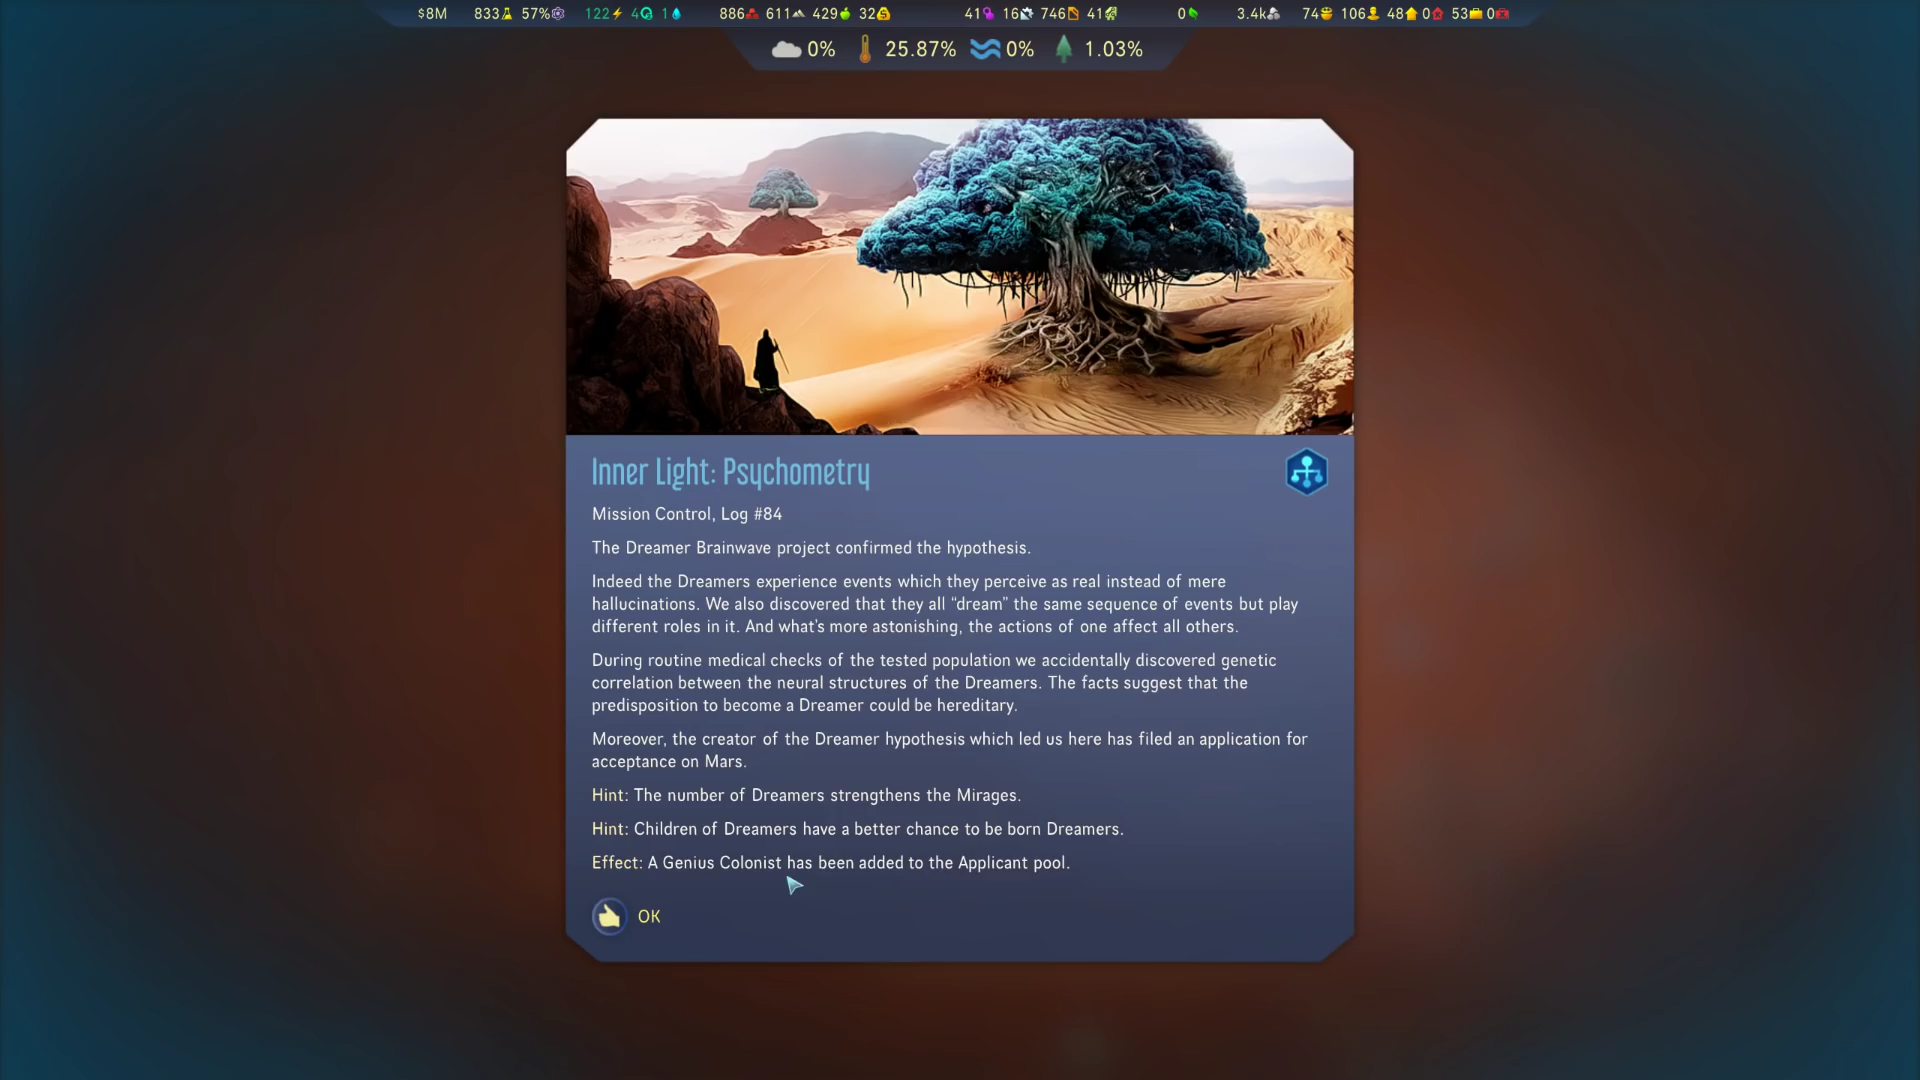 $8M 833 57% 122 4 1 886 611 429 32 41 16 746 41 0 3.4k 74 106 48 0 53 0
0% 25.87% 0% 1.03%
Inner Light: Psychometry
Mission Control, Log #84
The Dreamer Brainwave project confirmed the hypothesis.
Indeed the Dreamers experience events which they perceive as real instead of mere
hallucinations. We also discovered that they all “dream” the same sequence of events but play
different roles in it. And what's more astonishing, the actions of one affect all others.
During routine medical checks of the tested population we accidentally discovered genetic
correlation between the neural structures of the Dreamers. The facts suggest that the
predisposition to become a Dreamer could be hereditary.
Moreover, the creator of the Dreamer hypothesis which led us here has filed an application for
acceptance on Mars.
Hint: The number of Dreamers strengthens the Mirages.
Hint: Children of Dreamers have a better chance to be born Dreamers.
Effect: A Genius Colonist has been added to the Applicant pool.
OK